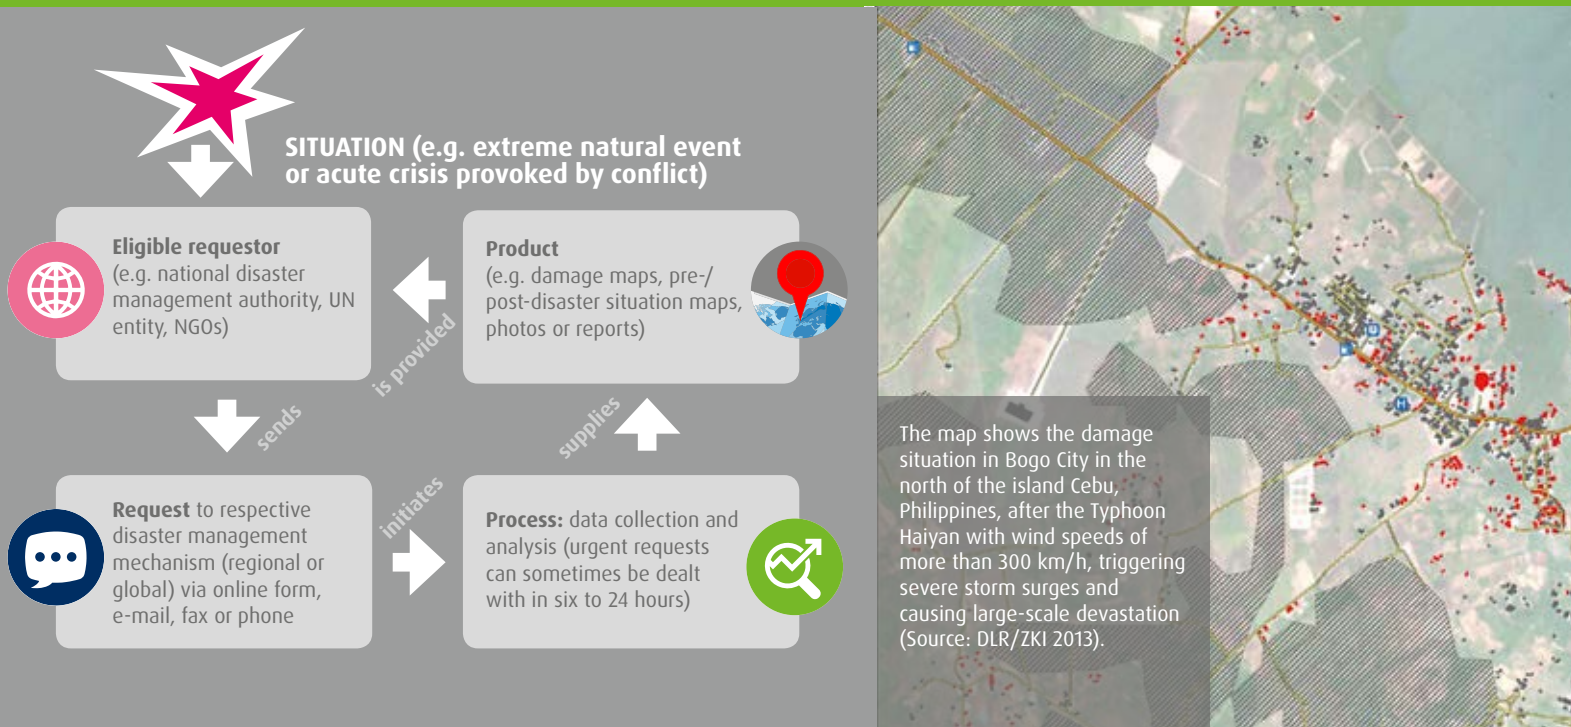 SITUATION (e.g. extreme natural event
or acute crisis provoked by conflict)
Eligible requestor
(e.g. national disaster
management authority, UN
entity, NGOs)
sends
Request to respective
disaster management
mechanism (regional or
global) via online form,
e-mail, fax or phone
initiates
Process: data collection and
analysis (urgent requests
can sometimes be dealt
with in six to 24 hours)
supplies
Product
(e.g. damage maps, pre-/
post-disaster situation maps,
photos or reports)
is provided
The map shows the damage
situation in Bogo City in the
north of the island Cebu,
Philippines, after the Typhoon
Haiyan with wind speeds of
more than 300 km/h, triggering
severe storm surges and
causing large-scale devastation
(Source: DLR/ZKI 2013).
H